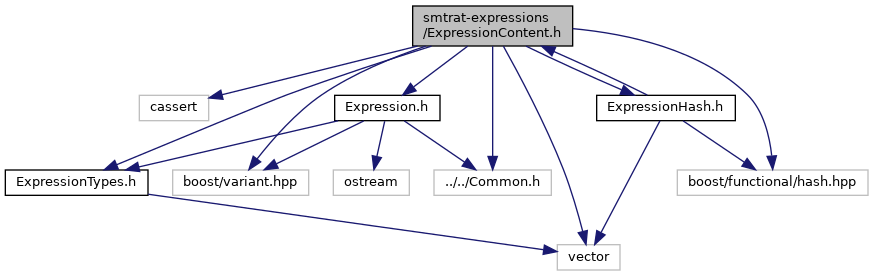 smtrat-expressions
/ExpressionContent.h
cassert
Expression.h
ExpressionHash.h
ExpressionTypes.h
boost/variant.hpp
ostream
../../Common.h
boost/functional/hash.hpp
vector